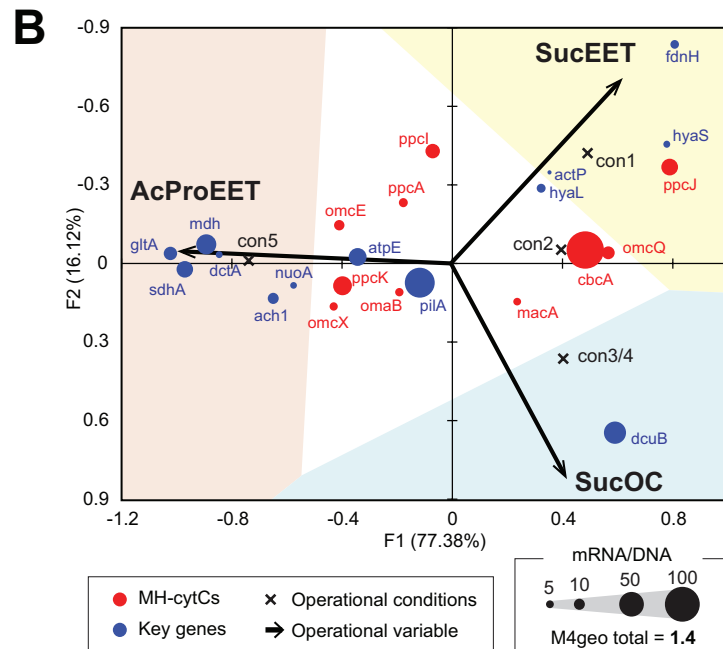 B
-0.9
-0.6
-0.3
0
0.3
0.6
0.9
F2 (16.12%)
SucEET
fdnH
hyaS
con1
ppcI
actP
ppcJ
AcProEET
ppcA
hyaL
omcE
mdh
con5
con2
gltA
atpE
omcQ
dctA
sdhA
nuoA
ppcK
cbcA
ach1
omaB
pilA
macA
omcX
con3/4
dcuB
SucOC
-1.2 -0.8 -0.4 0 0.4 0.8
F1 (77.38%)
MH-cytCs
Operational conditions
Key genes
Operational variable
mRNA/DNA
5 10 50 100
M4geo total = 1.4